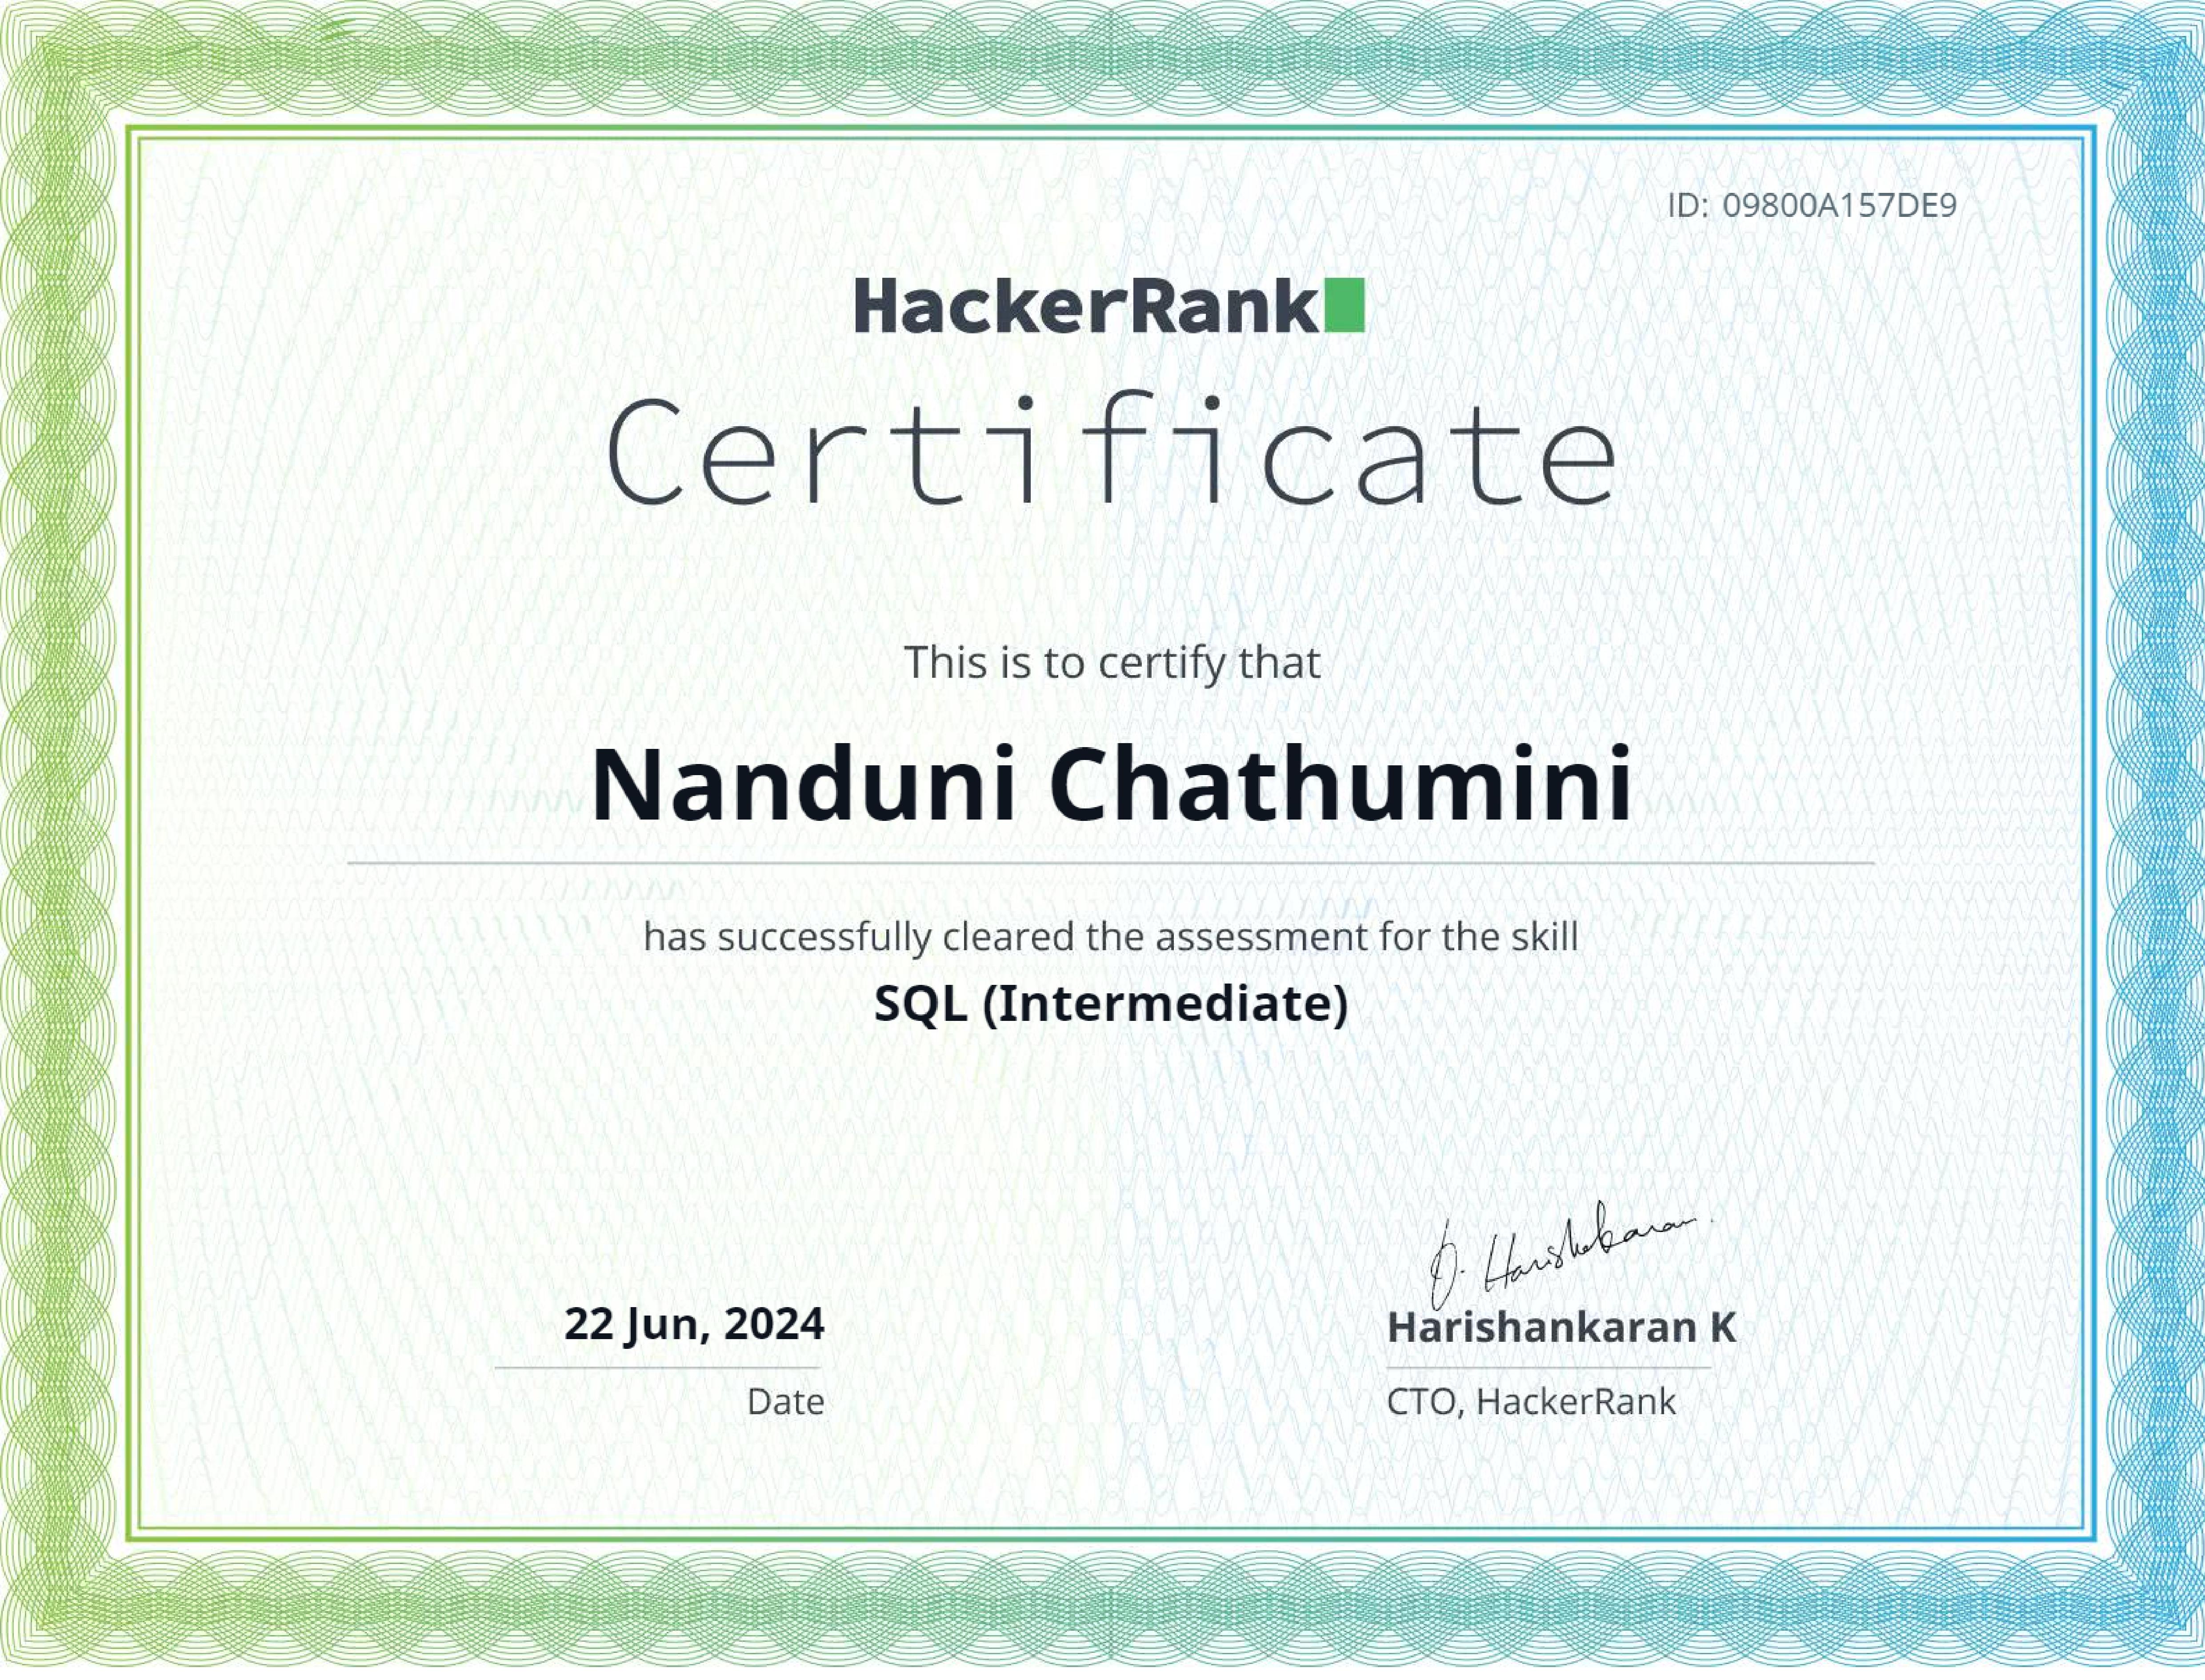 ID: 09800A157DE9
HackerRank
Certificate
This is to certify that
Nanduni Chathumini
has successfully cleared the assessment for the skill
SQL (Intermediate)
22 Jun, 2024
Date
Harishankaran K
CTO, HackerRank